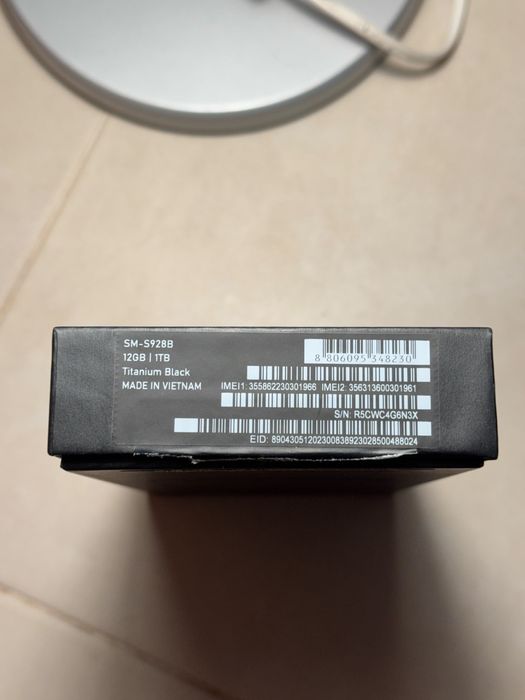 SM-S928B
12GB | 1TB
Titanium Black
MADE IN VIETNAM
8 806095 348230
IMEI1: 355862230301966 IMEI2: 356313600301961
S/N: R5CWC4G6N3X
EID: 89043051202300838923028500488024